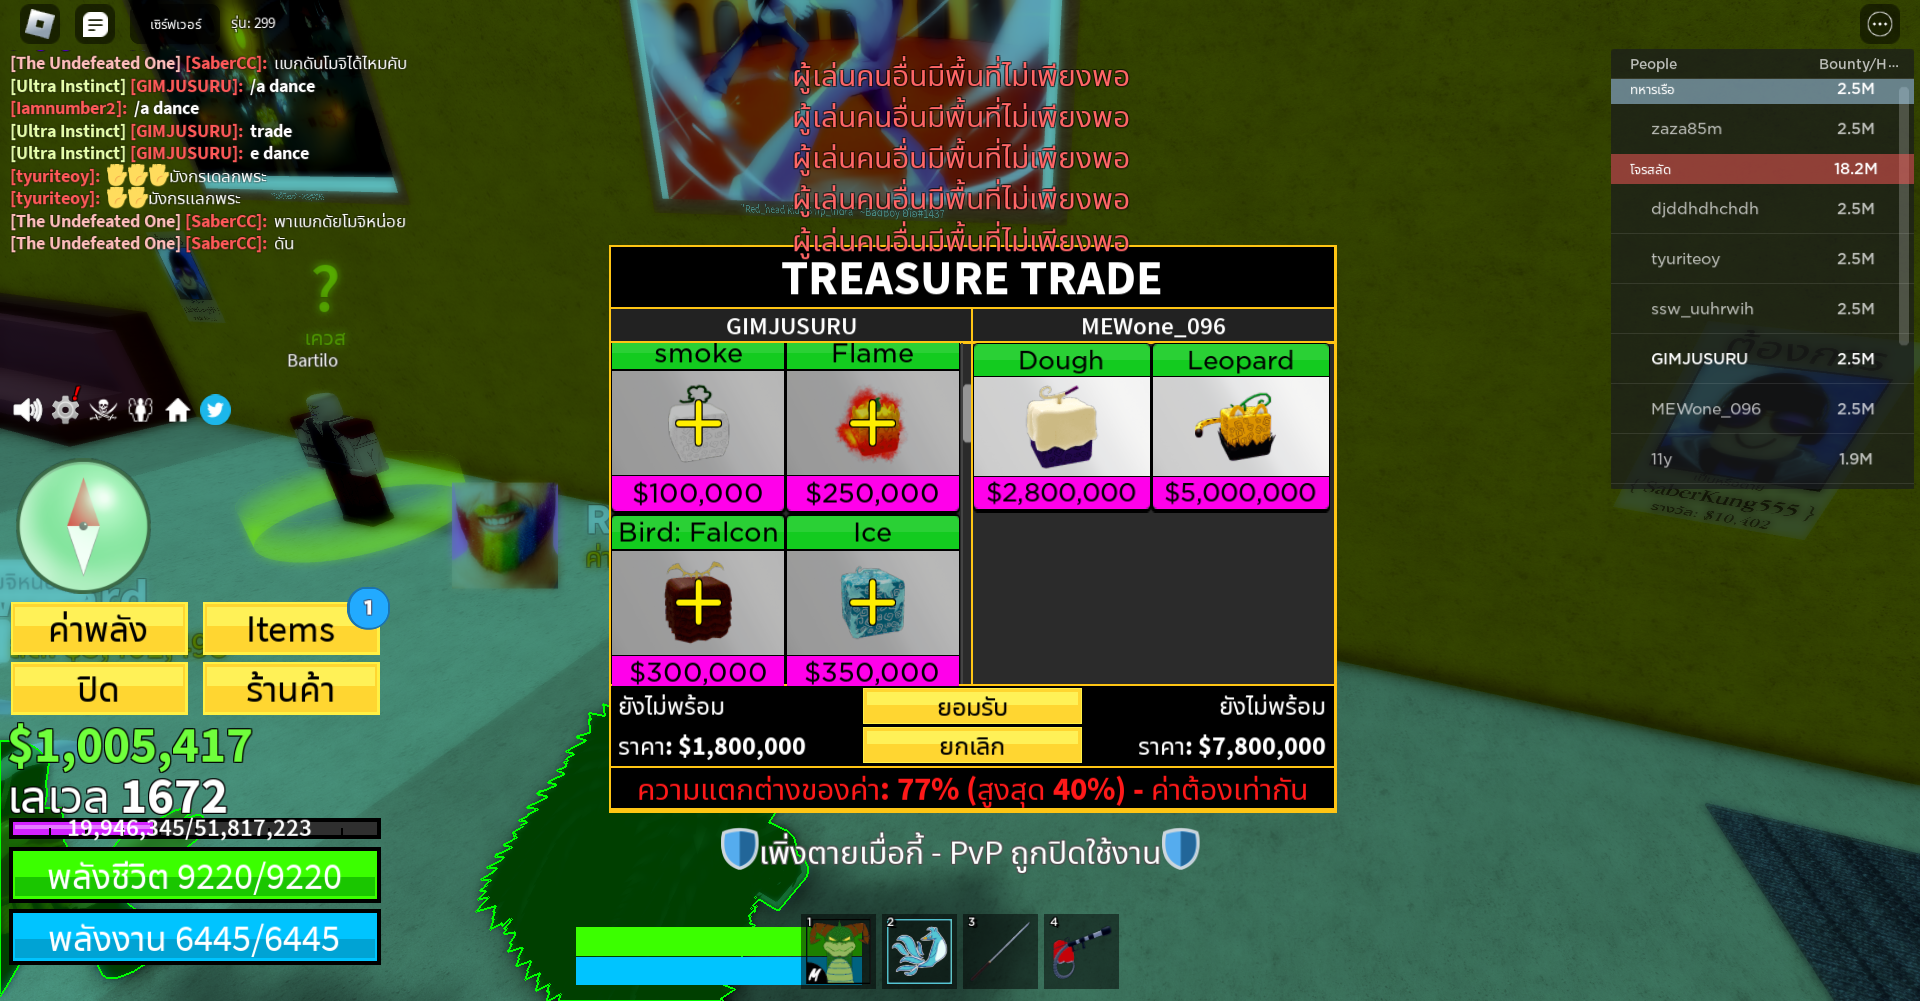 เซิร์ฟเวอร์ รุ่น: 299
[The Undefeated One] [SaberCC]: แบกดันโมจิได้ไหมคับ
[Ultra Instinct] [GIMJUSURU]: /a dance
[Iamnumber2]: /a dance
[Ultra Instinct] [GIMJUSURU]: trade
[Ultra Instinct] [GIMJUSURU]: e dance
[tyuriteoy]: ✋✋✋มังกรเดลกพระ
[tyuriteoy]: ✋✋มังกรแลกพระ
[The Undefeated One] [SaberCC]: พาแบกดัยโมจิหน่อย
[The Undefeated One] [SaberCC]: ดัน
ผู้เล่นคนอื่นมีพื้นที่ไม่เพียงพอ
ผู้เล่นคนอื่นมีพื้นที่ไม่เพียงพอ
ผู้เล่นคนอื่นมีพื้นที่ไม่เพียงพอ
ผู้เล่นคนอื่นมีพื้นที่ไม่เพียงพอ
ผู้เล่นคนอื่นมีพื้นที่ไม่เพียงพอ
People Bounty/H...
ทหารเรือ 2.5M
zaza85m 2.5M
โจรสลัด 18.2M
djddhdhchdh 2.5M
tyuriteoy 2.5M
ssw_uuhrwih 2.5M
GIMJUSURU 2.5M
MEWone_096 2.5M
11y 1.9M
ต้องการ
{ SaberKung555 }
?
เควส
Bartilo
TREASURE TRADE
GIMJUSURU MEWone_096
smoke Flame Dough Leopard
$100,000 $250,000 $2,800,000 $5,000,000
Bird: Falcon Ice
$300,000 $350,000
ยังไม่พร้อม ยอมรับ ยังไม่พร้อม
ราคา: $1,800,000 ยกเลิก ราคา: $7,800,000
ความแตกต่างของค่า: 77% (สูงสุด 40%) - ค่าต้องเท่ากัน
เพิ่งตายเมื่อกี้ - PvP ถูกปิดใช้งาน
ค่าพลัง Items 1
ปิด ร้านค้า
$1,005,417
เลเวล 1672
19,946,345/51,817,223
พลังชีวิต 9220/9220
พลังงาน 6445/6445
1 2 3 4
M